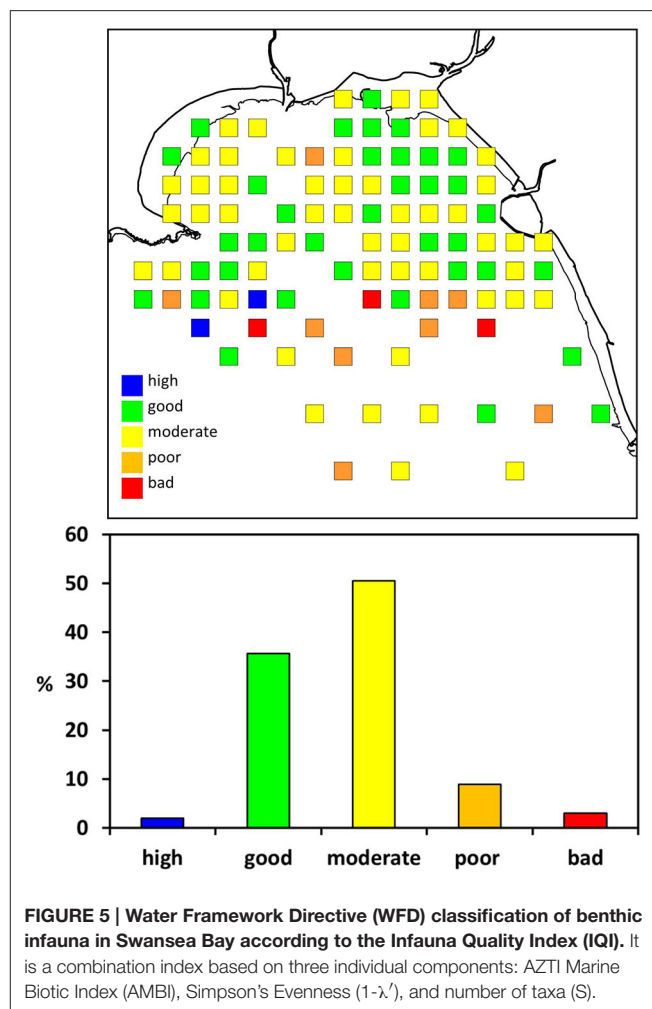 high
good
moderate
poor
bad
60
50
40
%
30
20
10
0
high good moderate poor bad
FIGURE 5 | Water Framework Directive (WFD) classification of benthic
infauna in Swansea Bay according to the Infauna Quality Index (IQI). It
is a combination index based on three individual components: AZTI Marine
Biotic Index (AMBI), Simpson's Evenness (1-λ′), and number of taxa (S).